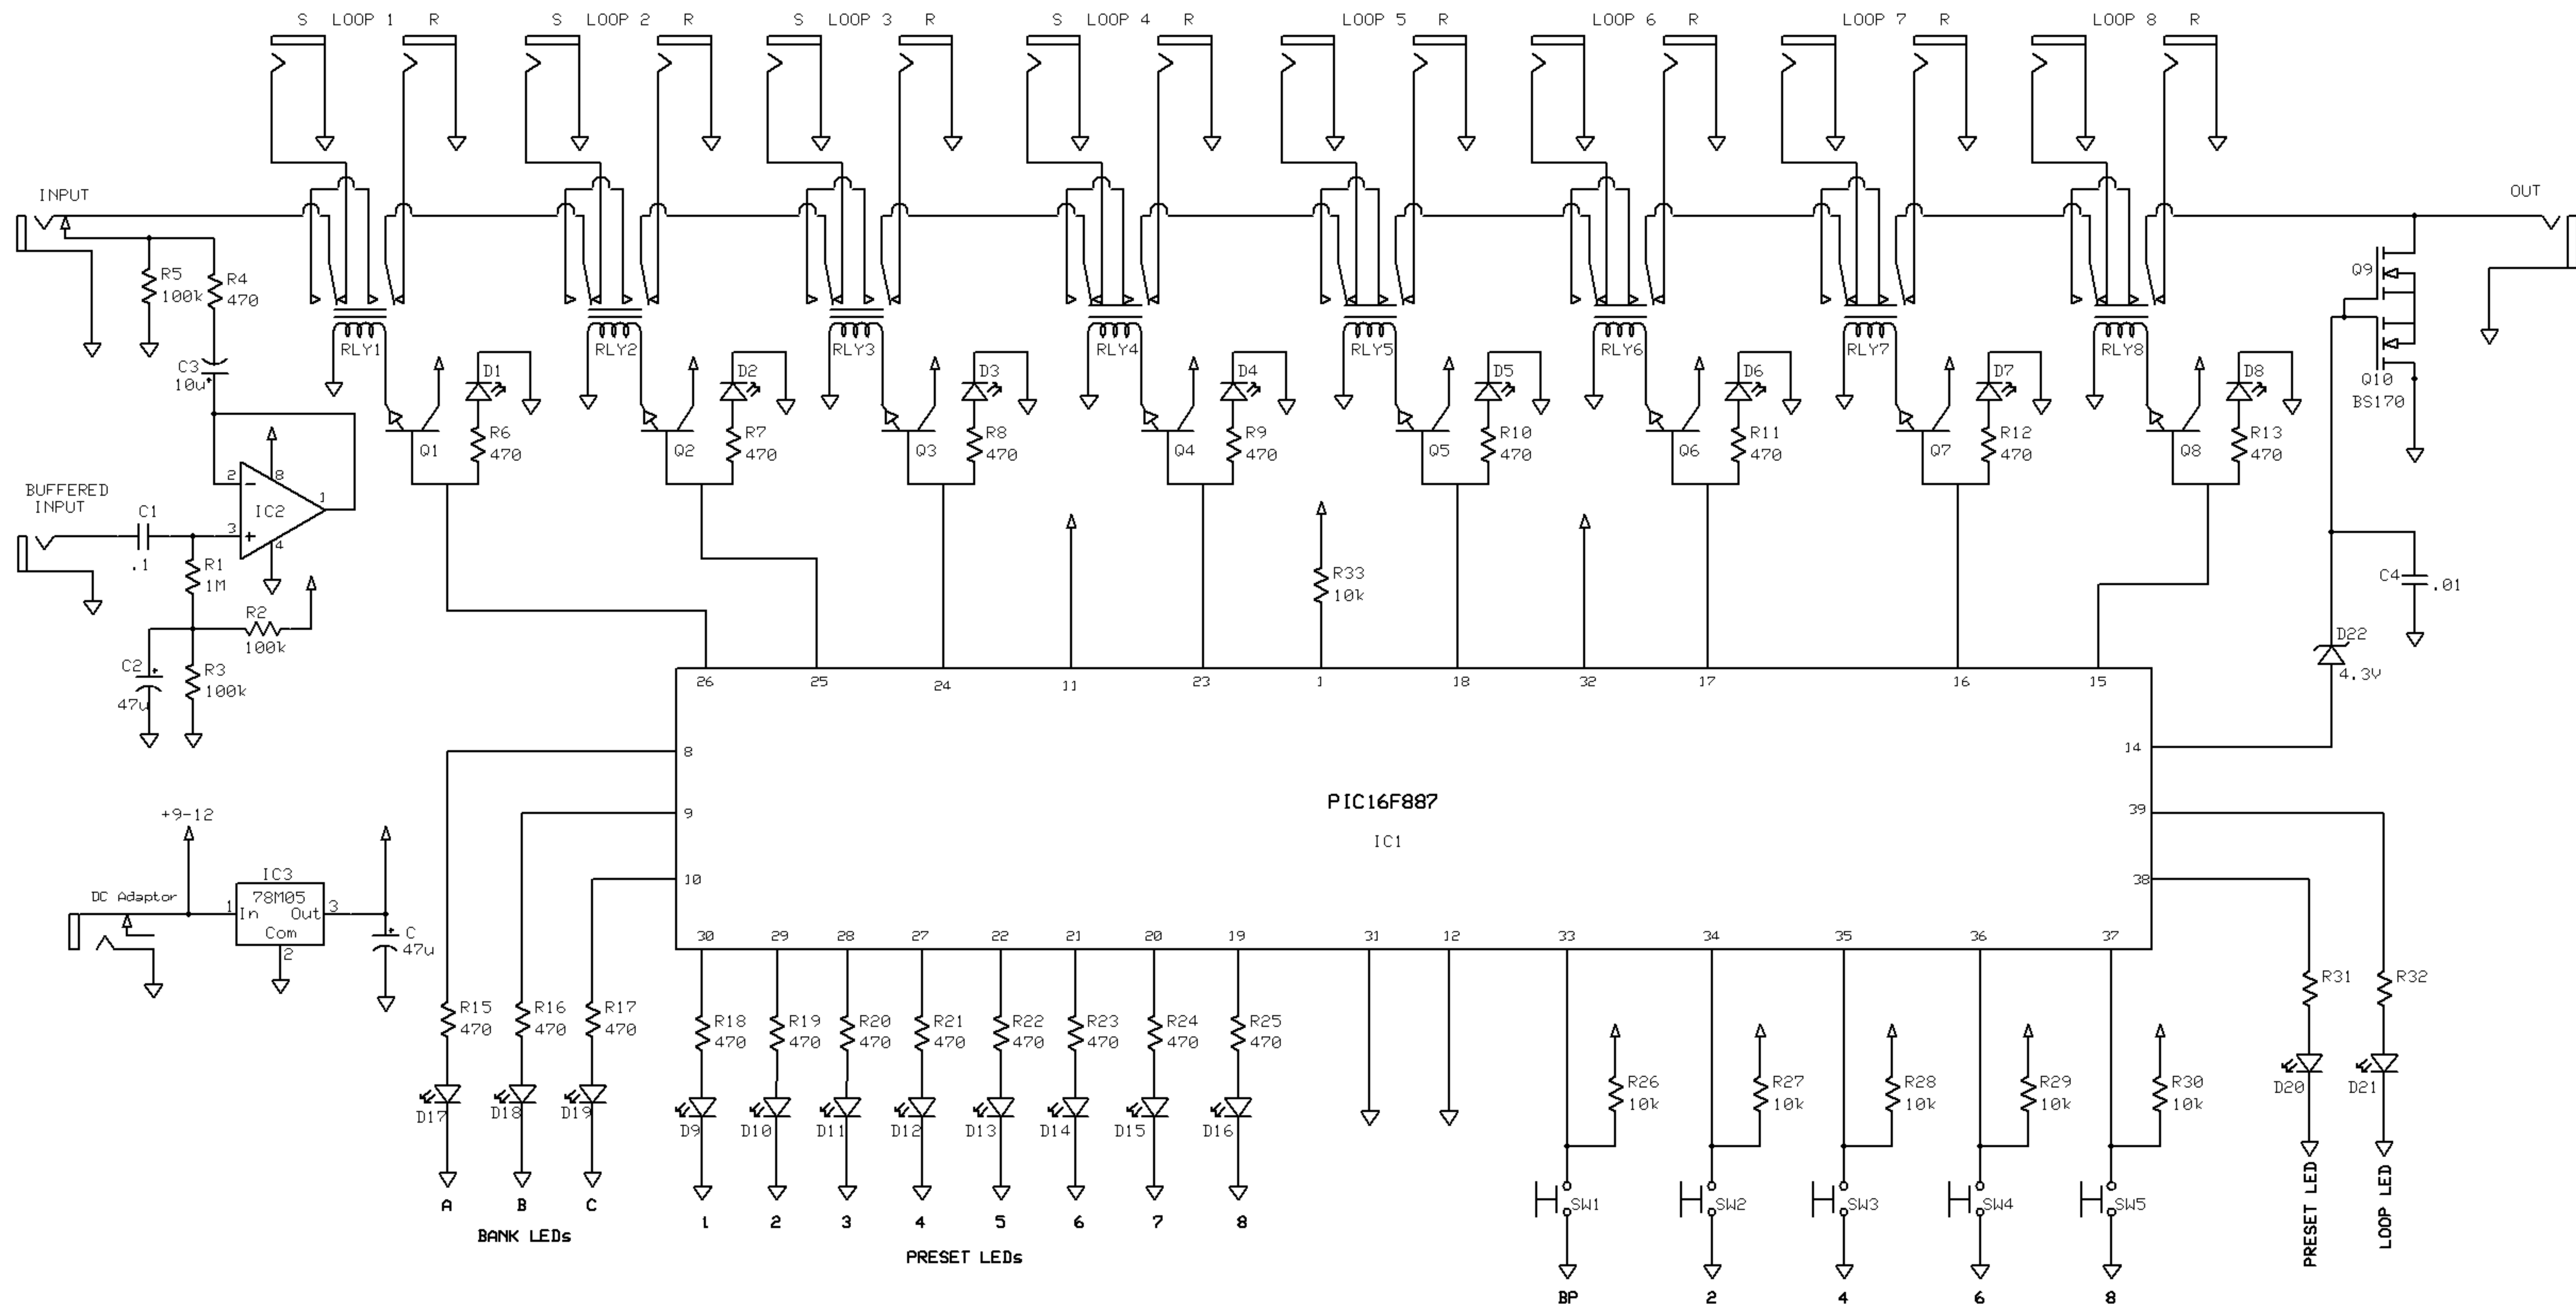 S LOOP 1 R S LOOP 2 R S LOOP 3 R S LOOP 4 R LOOP 5 R LOOP 6 R LOOP 7 R LOOP 8 R
INPUT
OUT
R5
100k
R4
470
C3
10u
+
RLY1
RLY2
RLY3
RLY4
RLY5
RLY6
RLY7
RLY8
D1
D2
D3
D4
D5
D6
D7
D8
Q1
R6
470
Q2
R7
470
Q3
R8
470
Q4
R9
470
Q5
R10
470
Q6
R11
470
Q7
R12
470
Q8
R13
470
Q9
Q10
BS170
BUFFERED
INPUT
C1
.1
2
-
8
1
IC2
3
+
4
R1
1M
R2
100k
C2
+
47u
R3
100k
R33
10k
C4
.01
D22
4.3V
26 25 24 11 23 1 18 32 17 16 15
8
9
10
14
39
38
PIC16F887
IC1
30 29 28 27 22 21 20 19 31 12 33 34 35 36 37
+9-12
DC Adaptor
IC3
78M05
1
In
Out
3
Com
2
+
C
47u
R15
470
R16
470
R17
470
R18
470
R19
470
R20
470
R21
470
R22
470
R23
470
R24
470
R25
470
R26
10k
R27
10k
R28
10k
R29
10k
R30
10k
R31
R32
D17
D18
D19
D9
D10
D11
D12
D13
D14
D15
D16
D20
D21
SW1
SW2
SW3
SW4
SW5
A B C
BANK LEDs
1 2 3 4 5 6 7 8
PRESET LEDs
BP 2 4 6 8
PRESET LED
LOOP LED